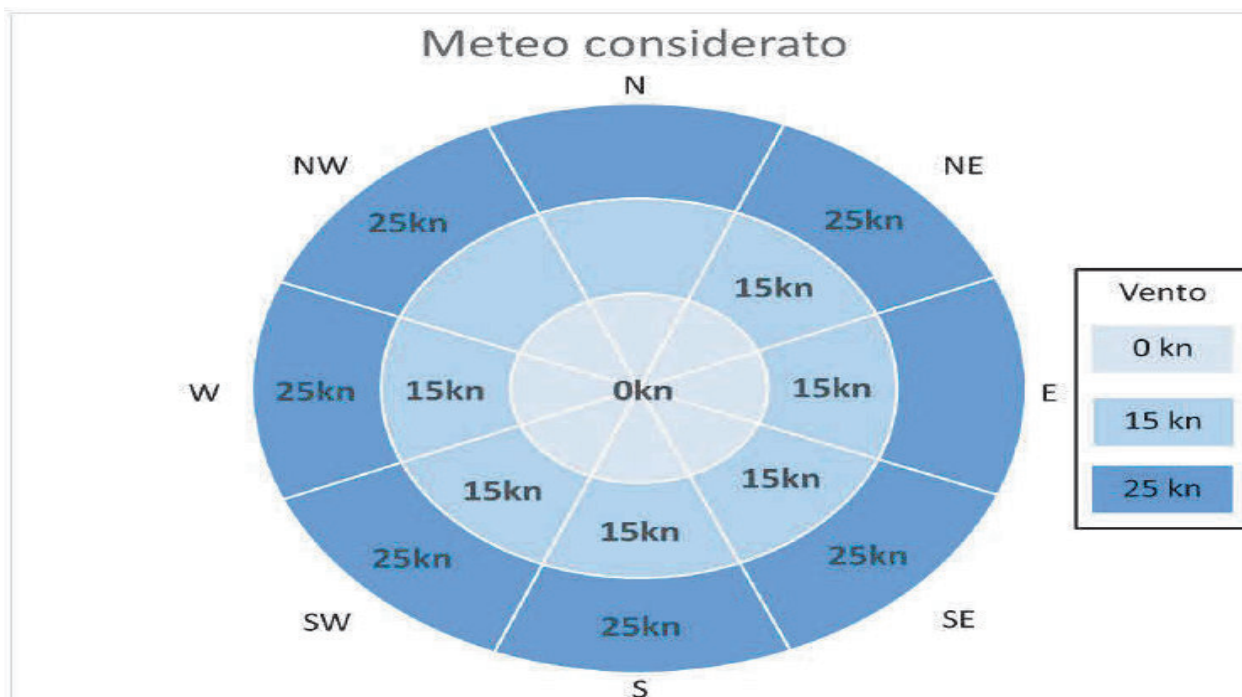 Meteo considerato
N
NW
NE
25kn
25kn
15kn
Vento
0 kn
W
25kn
15kn
0kn
15kn
E
15 kn
15kn
15kn
25 kn
15kn
25kn
25kn
SW
25kn
SE
S